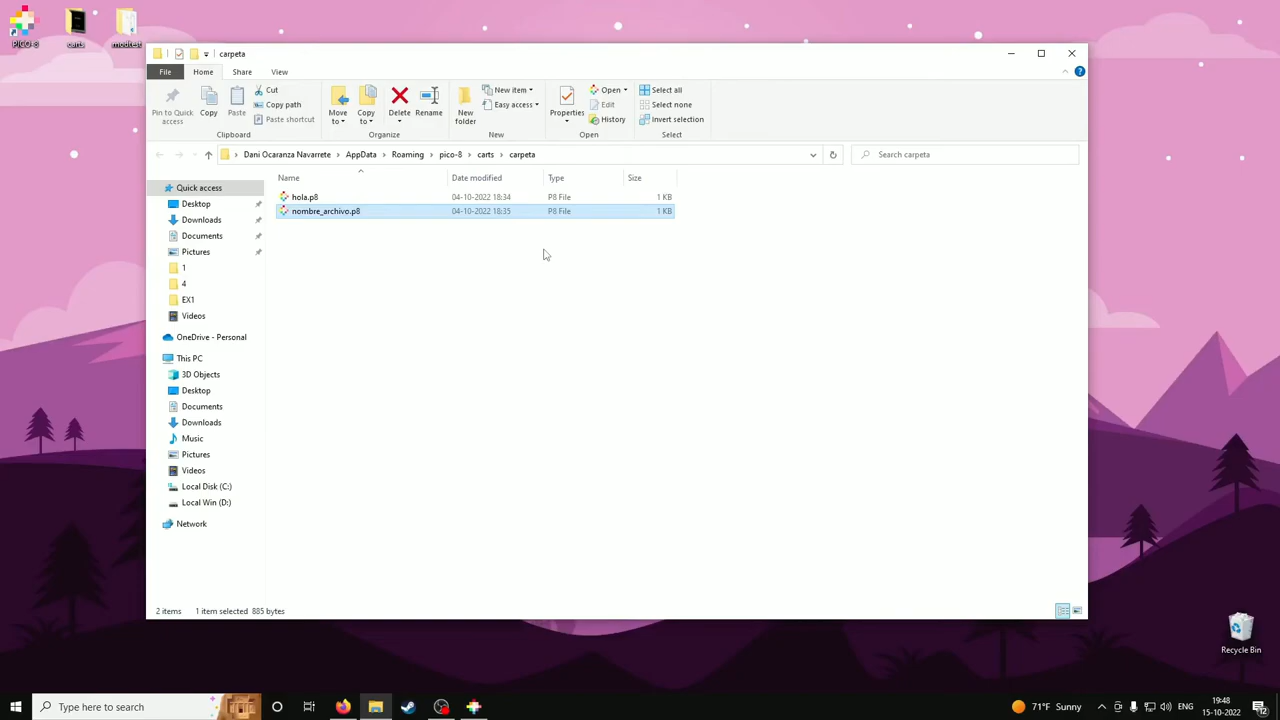 PICO-8
carts
modtest
carpeta
File
Home
Share
View
Pin to Quick access
Copy
Paste
Cut
Copy path
Paste shortcut
Clipboard
Move to
Copy to
Delete
Rename
Organize
New folder
New item
Easy access
New
Properties
Open
Edit
History
Open
Select all
Select none
Invert selection
Select
Dani Ocaranza Navarrete > AppData > Roaming > pico-8 > carts > carpeta
Search carpeta
Name Date modified Type Size
hola.p8 04-10-2022 18:34 P8 File 1 KB
nombre_archivo.p8 04-10-2022 18:35 P8 File 1 KB
Quick access
Desktop
Downloads
Documents
Pictures
1
4
EX1
Videos
OneDrive - Personal
This PC
3D Objects
Desktop
Documents
Downloads
Music
Pictures
Videos
Local Disk (C:)
Local Win (D:)
Network
2 items 1 item selected 885 bytes
Recycle Bin
Type here to search
71°F Sunny
19:48
15-10-2022
2